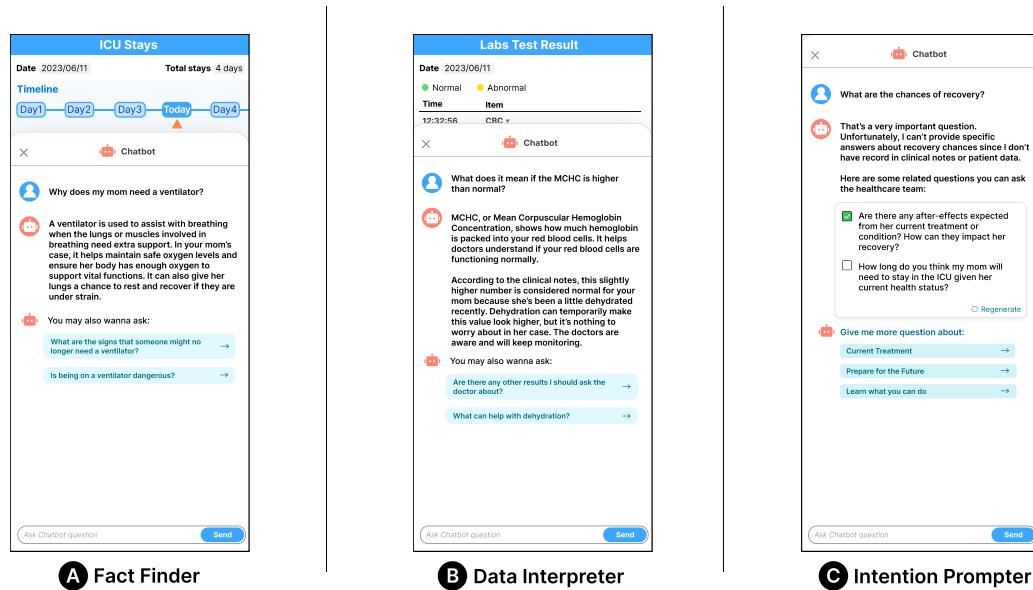 ICU Stays
Date 2023/06/11 Total stays 4 days
Timeline
Day1 Day2 Day3 Today Day4
Chatbot
Why does my mom need a ventilator?
A ventilator is used to assist with breathing
when the lungs or muscles involved in
breathing need extra support. In your mom's
case, it helps maintain safe oxygen levels and
ensure her body has enough oxygen to
support vital functions. It can also give her
lungs a chance to rest and recover if they are
under strain.
You may also wanna ask:
What are the signs that someone might no
longer need a ventilator?
Is being on a ventilator dangerous?
Ask Chatbot question Send
A Fact Finder
Labs Test Result
Date 2023/06/11
Normal Abnormal
Time Item
12:32:56 CBC
Chatbot
What does it mean if the MCHC is higher
than normal?
MCHC, or Mean Corpuscular Hemoglobin
Concentration, shows how much hemoglobin
is packed into your red blood cells. It helps
doctors understand if your red blood cells are
functioning normally.
According to the clinical notes, this slightly
higher number is considered normal for your
mom because she's been a little dehydrated
recently. Dehydration can temporarily make
this value look higher, but it's nothing to
worry about in her case. The doctors are
aware and will keep monitoring.
You may also wanna ask:
Are there any other results I should ask the
doctor about?
What can help with dehydration?
Ask Chatbot question Send
B Data Interpreter
Chatbot
What are the chances of recovery?
That's a very important question.
Unfortunately, I can't provide specific
answers about recovery chances since I don't
have record in clinical notes or patient data.
Here are some related questions you can ask
the healthcare team:
Are there any after-effects expected
from her current treatment or
condition? How can they impact her
recovery?
How long do you think my mom will
need to stay in the ICU given her
current health status?
Regenerate
Give me more question about:
Current Treatment
Prepare for the Future
Learn what you can do
Ask Chatbot question Send
C Intention Prompter